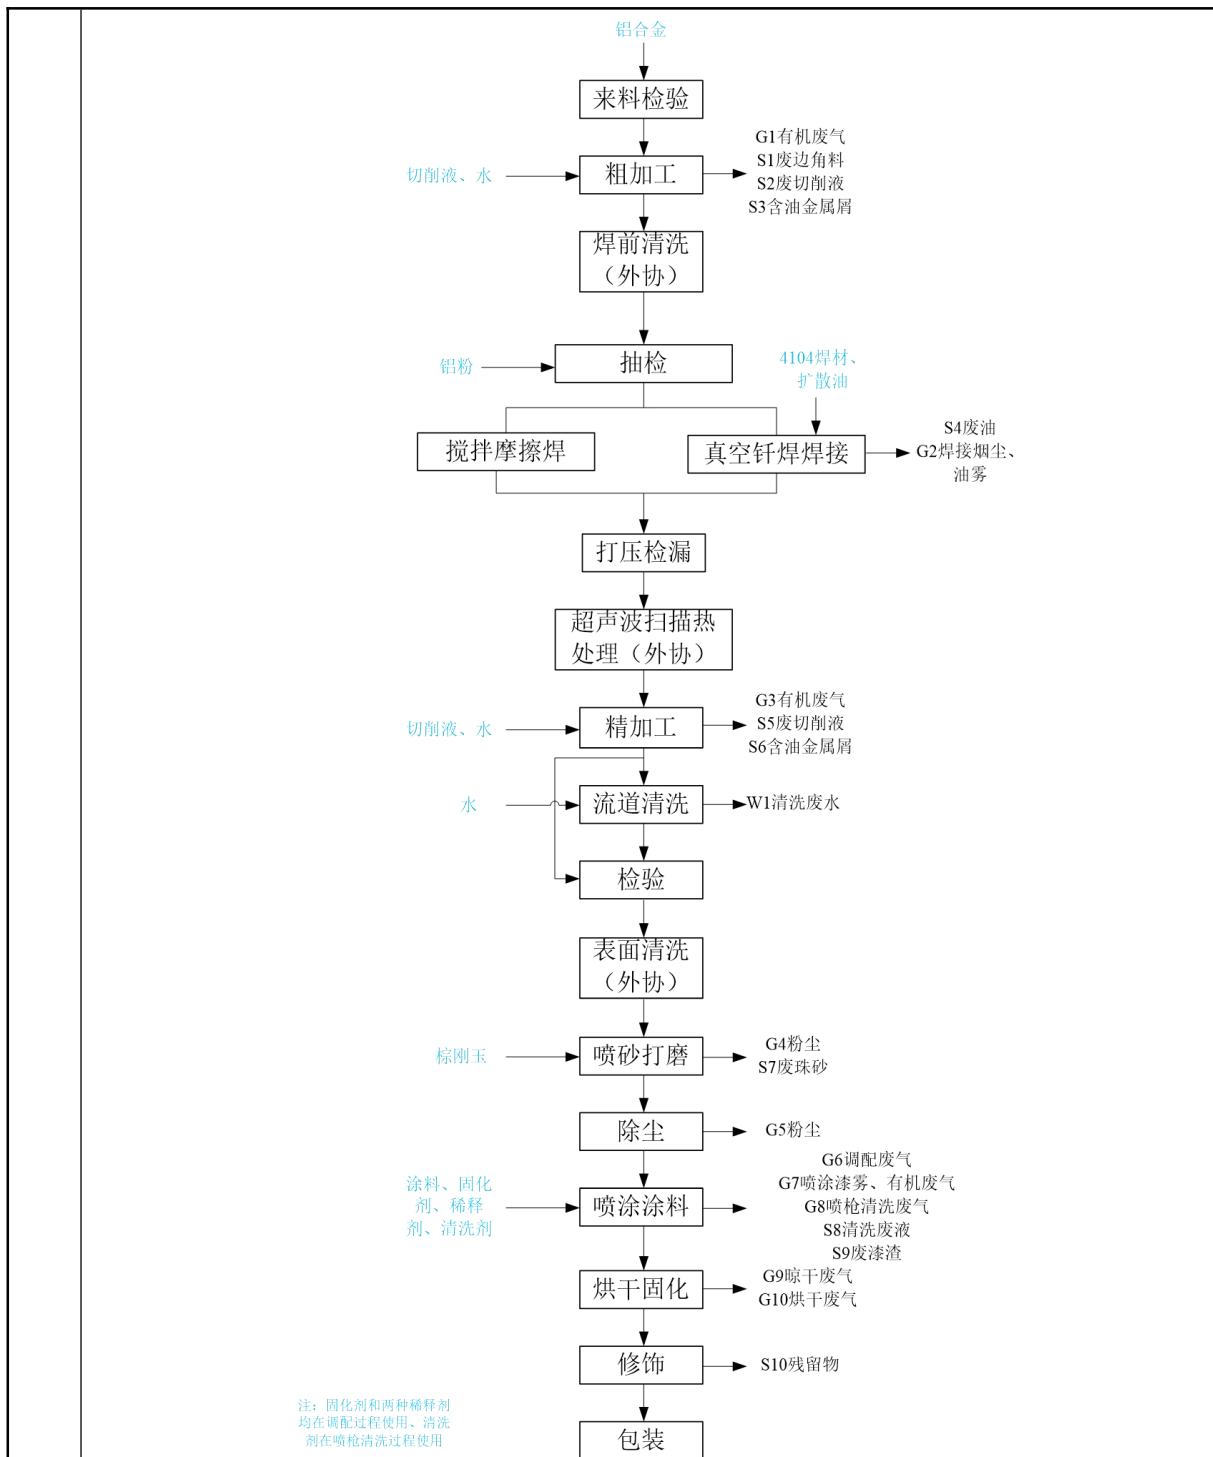 铝合金
来料检验
G1有机废气
S1废边角料
切削液、水
粗加工
S2废切削液
S3含油金属屑
焊前清洗
（外协）
铝粉
抽检
4104焊材、
扩散油
搅拌摩擦焊
真空钎焊焊接
S4废油
G2焊接烟尘、
油雾
打压检漏
超声波扫描热
处理（外协）
切削液、水
精加工
G3有机废气
S5废切削液
S6含油金属屑
水
流道清洗
W1清洗废水
检验
表面清洗
（外协）
棕刚玉
喷砂打磨
G4粉尘
S7废珠砂
除尘
G5粉尘
涂料、固化
剂、稀释
剂、清洗剂
喷涂涂料
G6调配废气
G7喷涂漆雾、有机废气
G8喷枪清洗废气
S8清洗废液
S9废漆渣
烘干固化
G9晾干废气
G10烘干废气
修饰
S10残留物
注：固化剂和两种稀释剂
均在调配过程使用、清洗
剂在喷枪清洗过程使用
包装